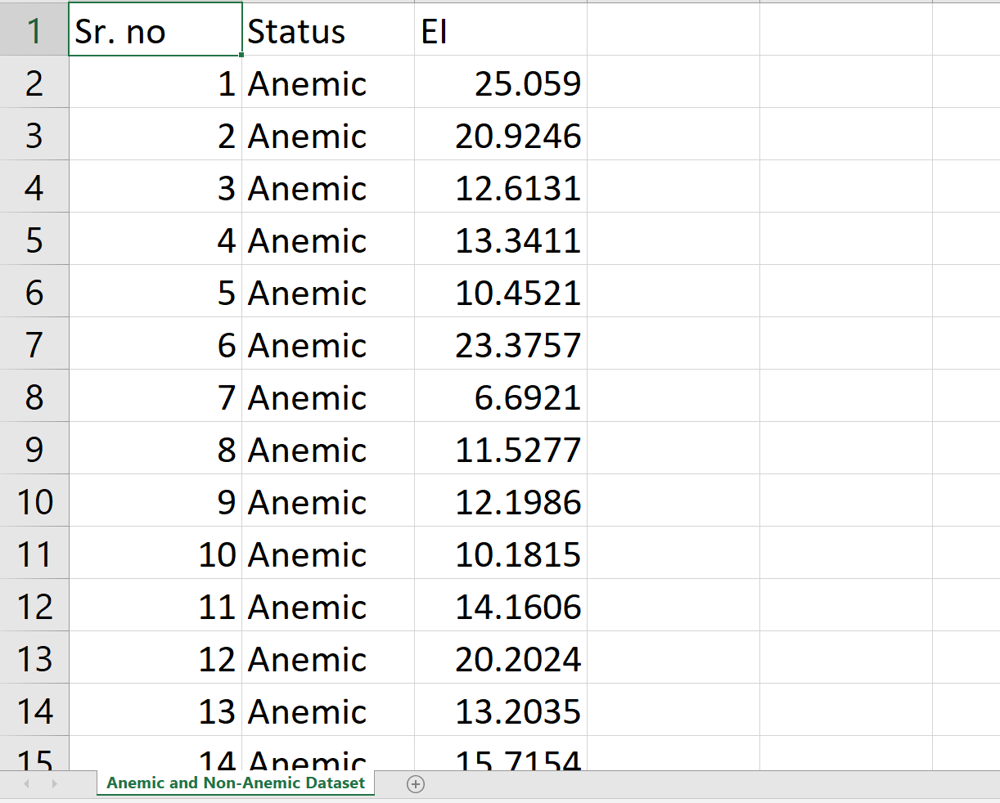 1 Sr. no Status EI
2 1 Anemic 25.059
3 2 Anemic 20.9246
4 3 Anemic 12.6131
5 4 Anemic 13.3411
6 5 Anemic 10.4521
7 6 Anemic 23.3757
8 7 Anemic 6.6921
9 8 Anemic 11.5277
10 9 Anemic 12.1986
11 10 Anemic 10.1815
12 11 Anemic 14.1606
13 12 Anemic 20.2024
14 13 Anemic 13.2035
15 14 Anemic 15.7154
Anemic and Non-Anemic Dataset